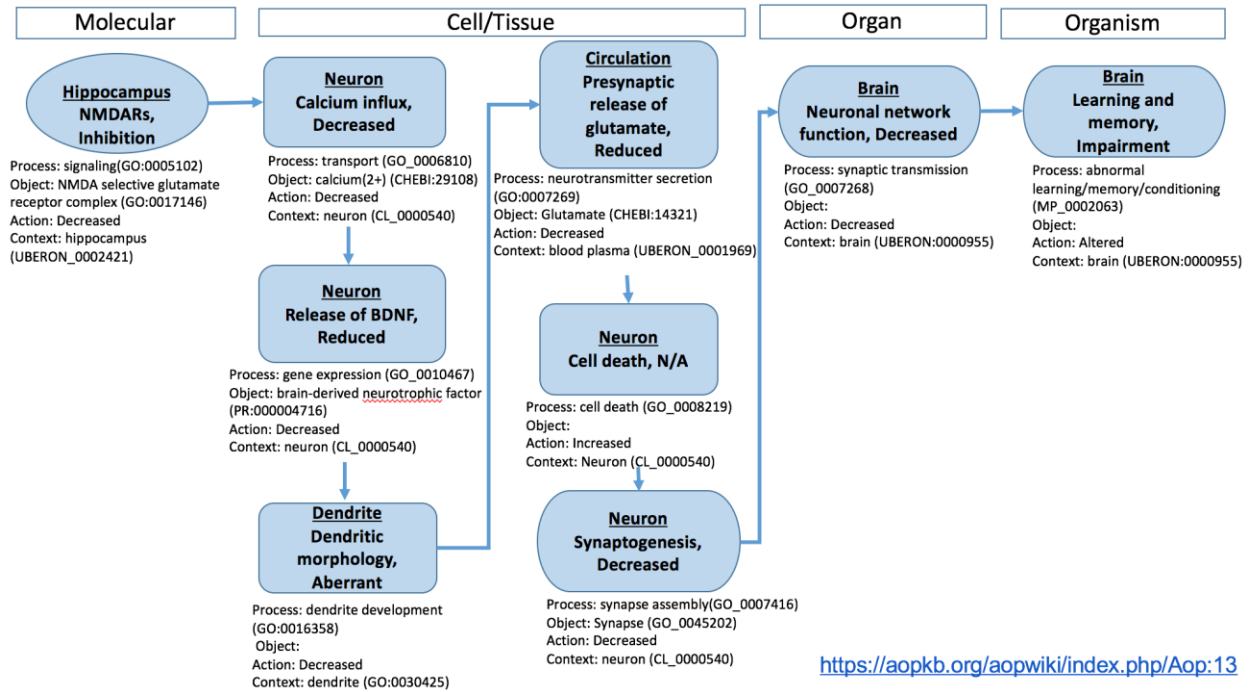 Molecular
Cell/Tissue
Organ
Organism
Hippocampus
NMDARs,
Inhibition
Process: signaling(GO:0005102)
Object: NMDA selective glutamate
receptor complex (GO:0017146)
Action: Decreased
Context: hippocampus
(UBERON_0002421)
Neuron
Calcium influx,
Decreased
Process: transport (GO_0006810)
Object: calcium(2+) (CHEBI:29108)
Action: Decreased
Context: neuron (CL_0000540)
Neuron
Release of BDNF,
Reduced
Process: gene expression (GO_0010467)
Object: brain-derived neurotrophic factor
(PR:000004716)
Action: Decreased
Context: neuron (CL_0000540)
Dendrite
Dendritic
morphology,
Aberrant
Process: dendrite development
(GO:0016358)
Object:
Action: Decreased
Context: dendrite (GO:0030425)
Circulation
Presynaptic
release of
glutamate,
Reduced
Process: neurotransmitter secretion
(GO:0007269)
Object: Glutamate (CHEBI:14321)
Action: Decreased
Context: blood plasma (UBERON_0001969)
Neuron
Cell death, N/A
Process: cell death (GO_0008219)
Object:
Action: Increased
Context: Neuron (CL_0000540)
Neuron
Synaptogenesis,
Decreased
Process: synapse assembly(GO_0007416)
Object: Synapse (GO_0045202)
Action: Decreased
Context: neuron (CL_0000540)
Brain
Neuronal network
function, Decreased
Process: synaptic transmission
(GO_0007268)
Object:
Action: Decreased
Context: brain (UBERON:0000955)
Brain
Learning and
memory,
Impairment
Process: abnormal
learning/memory/conditioning
(MP_0002063)
Object:
Action: Altered
Context: brain (UBERON:0000955)
https://aopkb.org/aopwiki/index.php/Aop:13